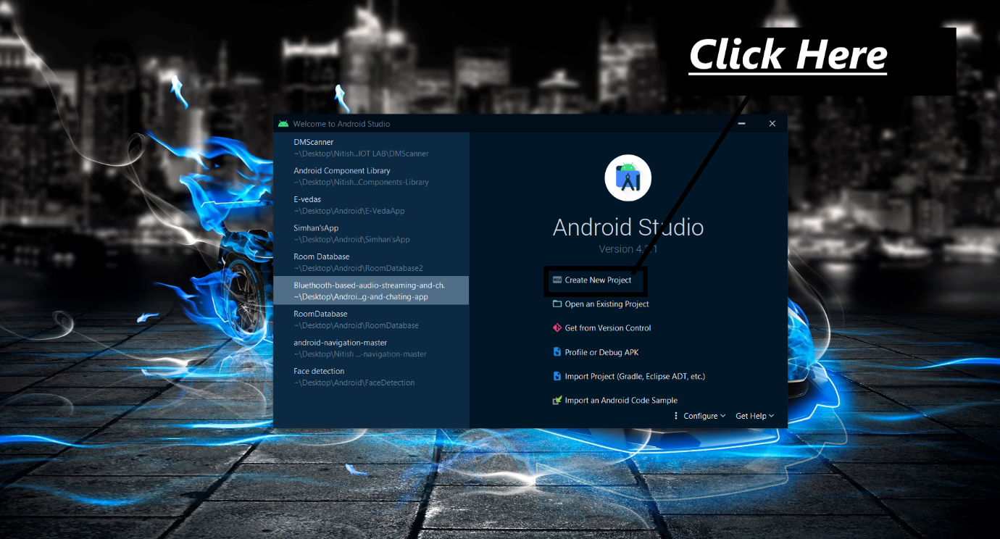 Click Here
Welcome to Android Studio
DMScanner
~\Desktop\Nitish...IOT LAB\DMScanner
Android Component Library
~\Desktop\Nitish...Components-Library
E-vedas
~\Desktop\Android\E-VedaApp
Simhan'sApp
~\Desktop\Android\Simhan'sApp
Room Database
~\Desktop\Android\RoomDatabase2
Bluethooth-based-audio-streaming-and-ch.
~\Desktop\Androi...g-and-chating-app
RoomDatabase
~\Desktop\Android\RoomDatabase
android-navigation-master
~\Desktop\Nitish ...-navigation-master
Face detection
~\Desktop\Android\FaceDetection
Android Studio
Version
Create New Project
Open an Existing Project
Get from Version Control
Profile or Debug APK
Import Project (Gradle, Eclipse ADT, etc.)
Import an Android Code Sample
Configure
Get Help